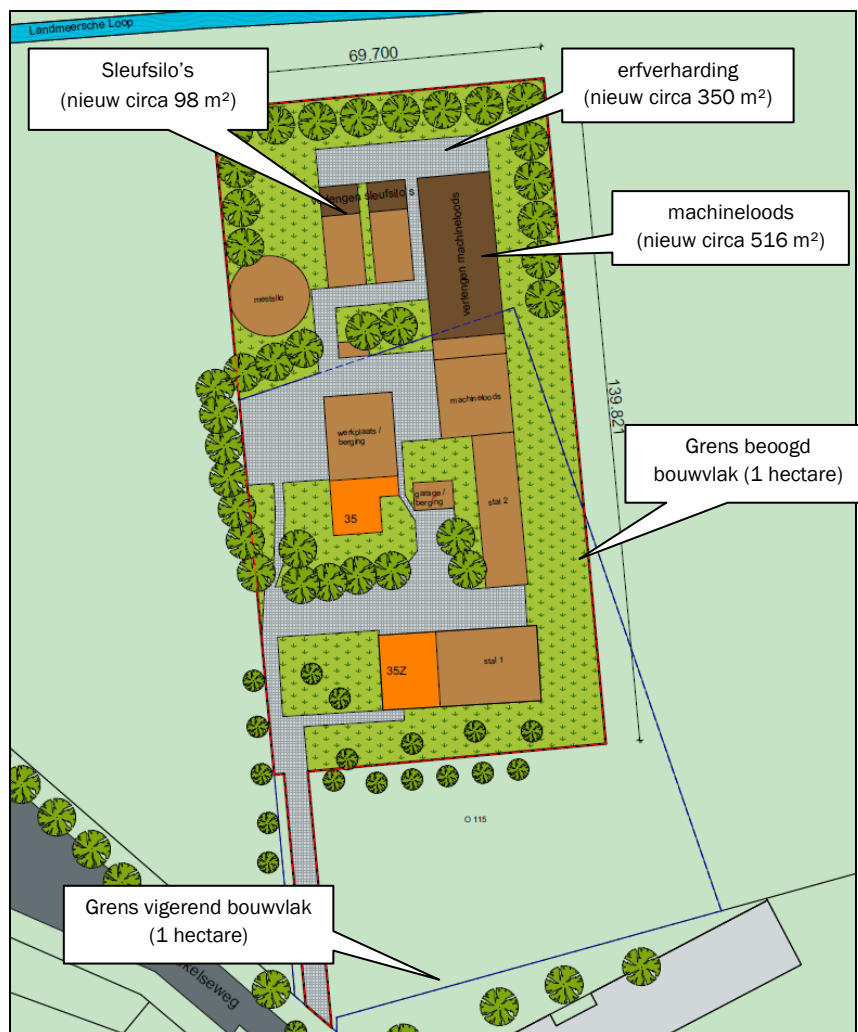 Landmeersche Loop
69.700
Sleufsilo's
(nieuw circa 98 m²)
erfverharding
(nieuw circa 350 m²)
verlengen sleufsilo's
machineloods
(nieuw circa 516 m²)
verlengen machineloods
mestsilo
139.821
machineloods
werkplaats /
berging
Grens beoogd
bouwvlak (1 hectare)
garage /
berging
stal 2
35
35Z
stal 1
O 115
Grens vigerend bouwvlak
(1 hectare)
kelseweg